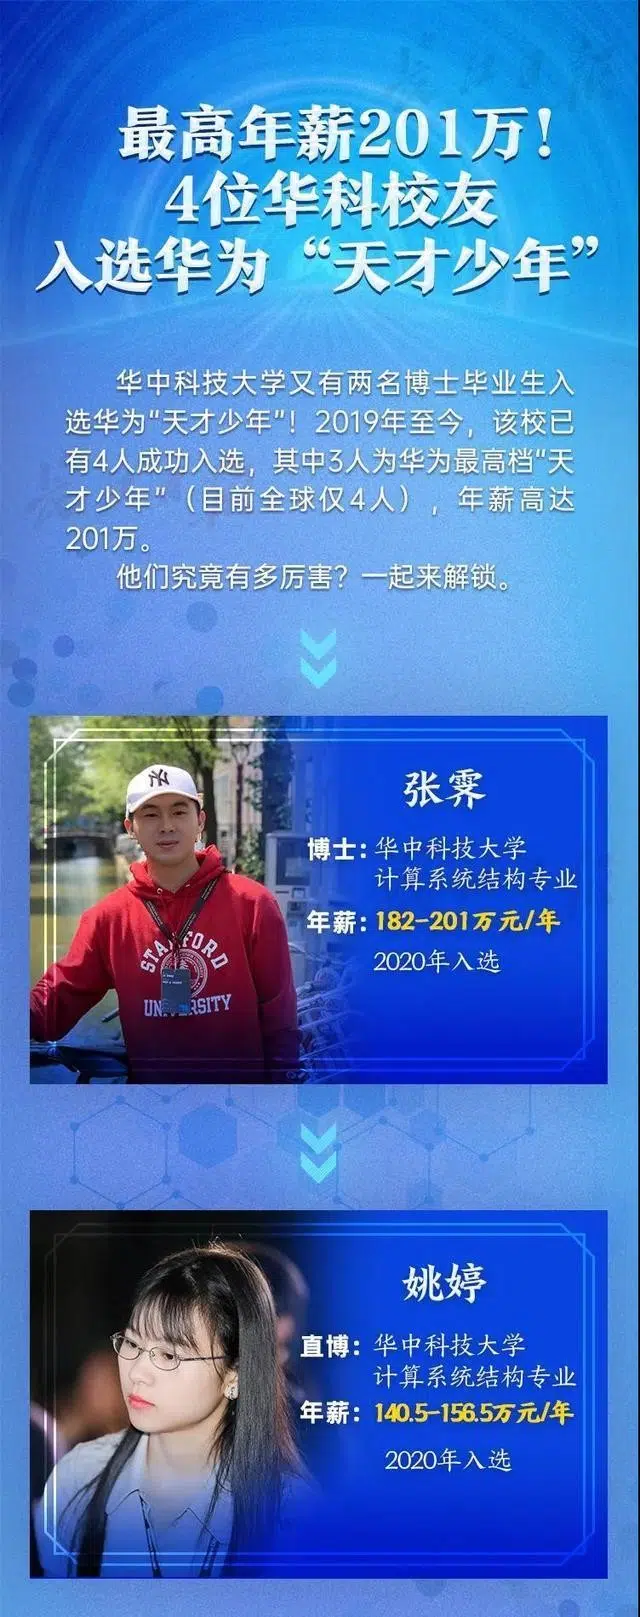 最高年薪201万！
4位华科校友
入选华为“天才少年”
华中科技大学又有两名博士毕业生入
选华为“天才少年”！2019年至今，该校已
有4人成功入选，其中3人为华为最高档“天
才少年”（目前全球仅4人），年薪高达
201万。
他们究竟有多厉害？一起来解锁。
张霁
博士：华中科技大学
计算系统结构专业
年薪：182-201万元/年
2020年入选
NY
STANFORD
UNIVERSITY
姚婷
直博：华中科技大学
计算系统结构专业
年薪：140.5-156.5万元/年
2020年入选